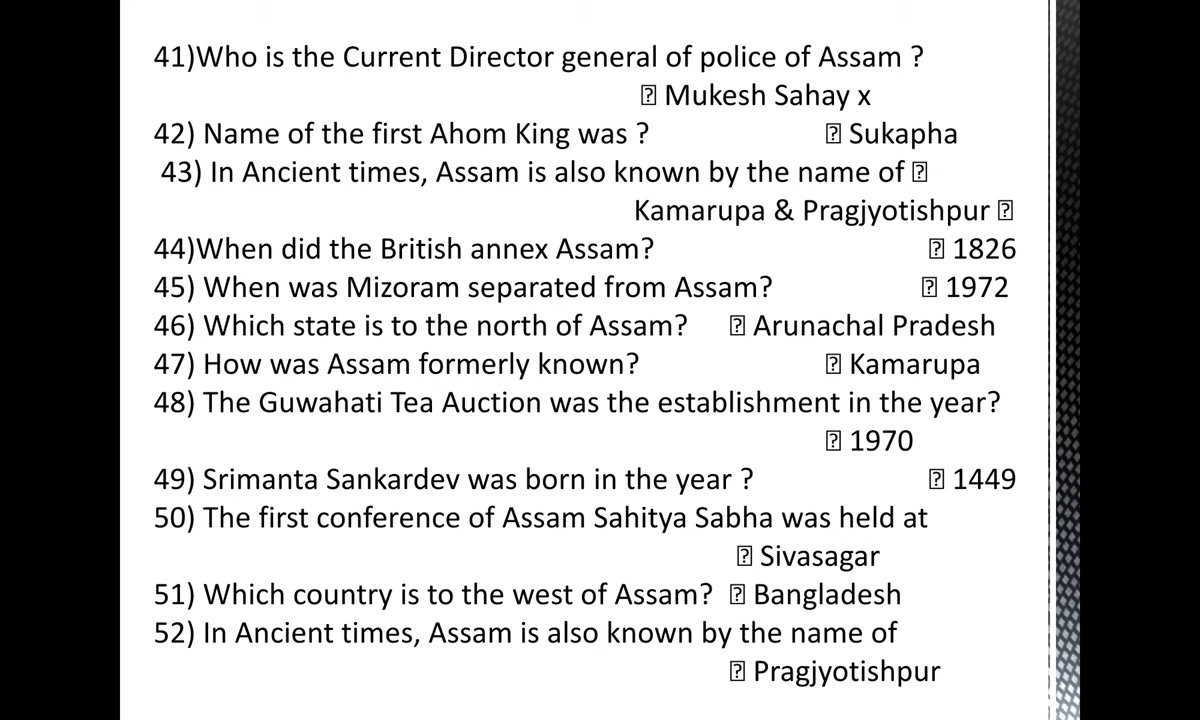 41)Who is the Current Director general of police of Assam ?
⍰ Mukesh Sahay x
42) Name of the first Ahom King was ? ⍰ Sukapha
43) In Ancient times, Assam is also known by the name of ⍰
Kamarupa & Pragjyotishpur ⍰
44)When did the British annex Assam? ⍰ 1826
45) When was Mizoram separated from Assam? ⍰ 1972
46) Which state is to the north of Assam? ⍰ Arunachal Pradesh
47) How was Assam formerly known? ⍰ Kamarupa
48) The Guwahati Tea Auction was the establishment in the year?
⍰ 1970
49) Srimanta Sankardev was born in the year ? ⍰ 1449
50) The first conference of Assam Sahitya Sabha was held at
⍰ Sivasagar
51) Which country is to the west of Assam? ⍰ Bangladesh
52) In Ancient times, Assam is also known by the name of
⍰ Pragjyotishpur